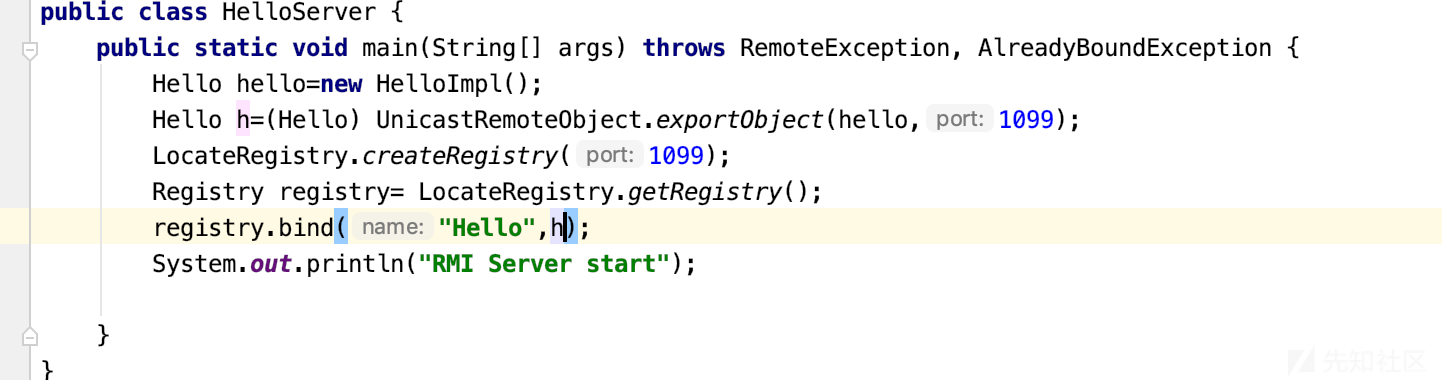 public class HelloServer {
    public static void main(String[] args) throws RemoteException, AlreadyBoundException {
        Hello hello=new HelloImpl();
        Hello h=(Hello) UnicastRemoteObject.exportObject(hello, port: 1099);
        LocateRegistry.createRegistry( port: 1099);
        Registry registry= LocateRegistry.getRegistry();
        registry.bind( name: "Hello",h);
        System.out.println("RMI Server start");
    }
}
先知社区